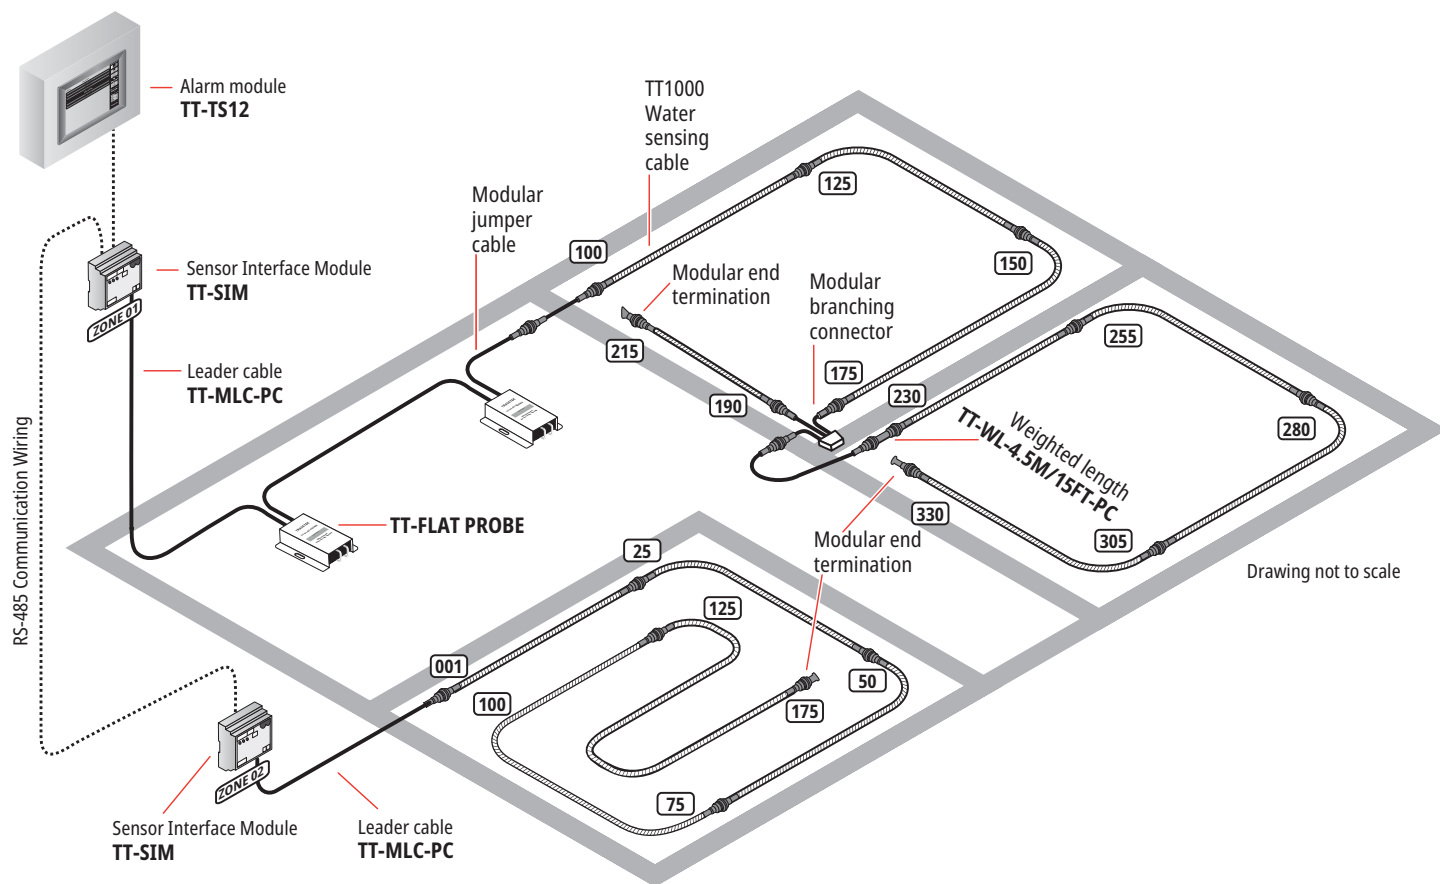 Alarm module
TT-TS12
TT1000
Water
sensing
cable
Modular
jumper
cable
125
100
150
Sensor Interface Module
TT-SIM
ZONE 01
Modular end
termination
Modular
branching
connector
255
215
Leader cable
TT-MLC-PC
175
230
190
Weighted length
TT-WL-4.5M/15FT-PC
280
RS-485 Communication Wiring
TT-FLAT PROBE
330
305
Modular end
termination
Drawing not to scale
25
125
001
50
100
175
ZONE 02
75
Sensor Interface Module
TT-SIM
Leader cable
TT-MLC-PC